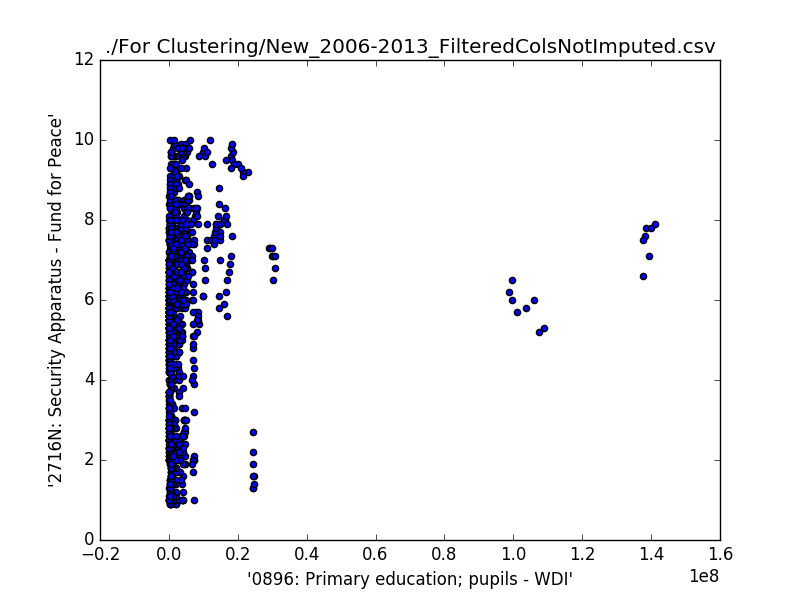 ./For Clustering/New_2006-2013_FilteredColsNotImputed.csv
12
10
8
6
4
2
0
'2716N: Security Apparatus - Fund for Peace'
−0.2 0.0 0.2 0.4 0.6 0.8 1.0 1.2 1.4 1.6
1e8
'0896: Primary education; pupils - WDI'